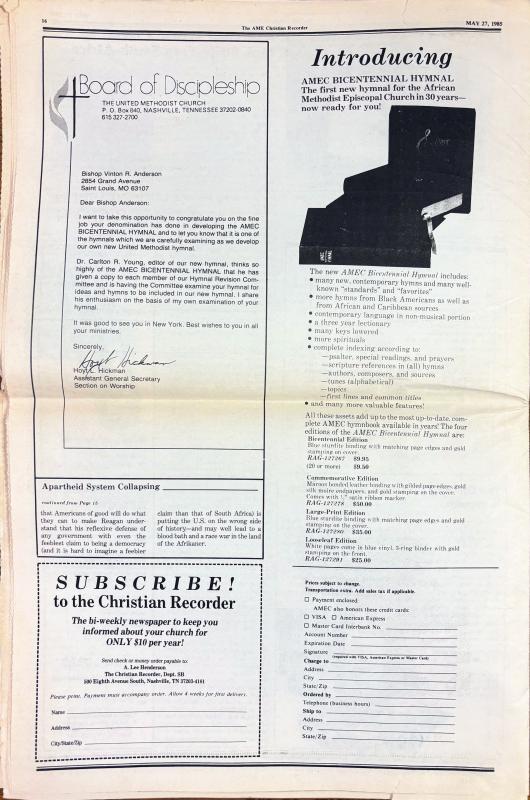 16
The AME Christian Recorder
MAY 27, 1985
Board of Discipleship
THE UNITED METHODIST CHURCH
P. O. Box 840, NASHVILLE, TENNESSEE 37202-0840
615 327-2700
Bishop Vinton R. Anderson
2854 Grand Avenue
Saint Louis, MO 63107
Dear Bishop Anderson:
I want to take this opportunity to congratulate you on the fine
job your denomination has done in developing the AMEC
BICENTENNIAL HYMNAL and to let you know that it is one of
the hymnals which we are carefully examining as we develop
our own new United Methodist hymnal.
Dr. Carlton R. Young, editor of our new hymnal, thinks so
highly of the AMEC BICENTENNIAL HYMNAL that he has
given a copy to each member of our Hymnal Revision Com-
mittee and is having the Committee examine your hymnal for
ideas and hymns to be included in our new hymnal. I share
his enthusiasm on the basis of my own examination of your
hymnal.
It was good to see you in New York. Best wishes to you in all
your ministries.
Sincerely,
Hoyt Hickman
Hoyt L. Hickman
Assistant General Secretary
Section on Worship
Apartheid System Collapsing
continued from Page 15
that Americans of good will do what
they can to make Reagan under-
stand that his reflexive defense of
any government with even the
feeblest claim to being a democracy
(and it is hard to imagine a feebler
claim than that of South Africa) is
putting the U.S. on the wrong side
of history—and may well lead to a
blood bath and a race war in the land
of the Afrikaner.
SUBSCRIBE!
to the Christian Recorder
The bi-weekly newspaper to keep you
informed about your church for
ONLY $10 per year!
Send check or money order payable to:
A. Lee Henderson
The Christian Recorder, Dept. SB
500 Eighth Avenue South, Nashville, TN 37203-4181
Please print. Payment must accompany order. Allow 4 weeks for first delivery.
Name
Address
City/State/Zip
Introducing
AMEC BICENTENNIAL HYMNAL
The first new hymnal for the African
Methodist Episcopal Church in 30 years—
now ready for you!
The new AMEC Bicentennial Hymnal includes:
• many new, contemporary hymns and many well-
known "standards" and "favorites"
• more hymns from Black Americans as well as
from African and Caribbean sources
• contemporary language in non-musical portion
• a three year lectionary
• many keys lowered
• more spirituals
• complete indexing according to:
—psalter, special readings, and prayers
—scripture references in (all) hymns
—authors, composers, and sources
—tunes (alphabetical)
—topics
—first lines and common titles
• and many more valuable features!
All these assets add up to the most up-to-date, com-
plete AMEC hymnbook available in years! The four
editions of the AMEC Bicentennial Hymnal are:
Bicentennial Edition
Blue sturdite binding with matching page edges and gold
stamping on cover.
RAG-127267 $9.95
(20 or more) $9.50
Commemorative Edition
Maroon bonded leather binding with gilded page edges, gold
silk moire endpapers, and gold stamping on the cover.
Comes with ½" satin ribbon marker.
RAG-127278 $50.00
Large-Print Edition
Blue sturdite binding with matching page edges and gold
stamping on the cover.
RAG-127280 $35.00
Looseleaf Edition
White pages come in blue vinyl, 3-ring binder with gold
stamping on the front.
RAG-127291 $25.00
Prices subject to change.
Transportation extra. Add sales tax if applicable.
□ Payment enclosed
AMEC also honors these credit cards:
□ VISA □ American Express
□ Master Card Interbank No.
Account Number
Expiration Date
Signature
(required with VISA, American Express or Master Card)
Charge to
Address
City
State/Zip
Ordered by
Telephone (business hours)
Ship to
Address
City
State/Zip